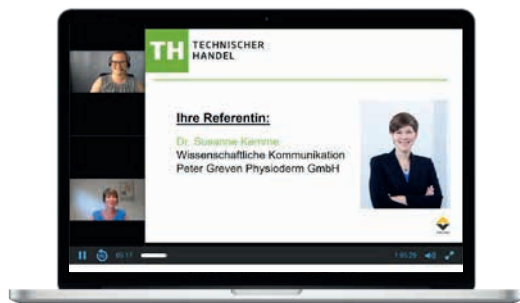 TH TECHNISCHER
HANDEL
Ihre Referentin:
Dr. Susanne Kemme
Wissenschaftliche Kommunikation
Peter Greven Physioderm GmbH